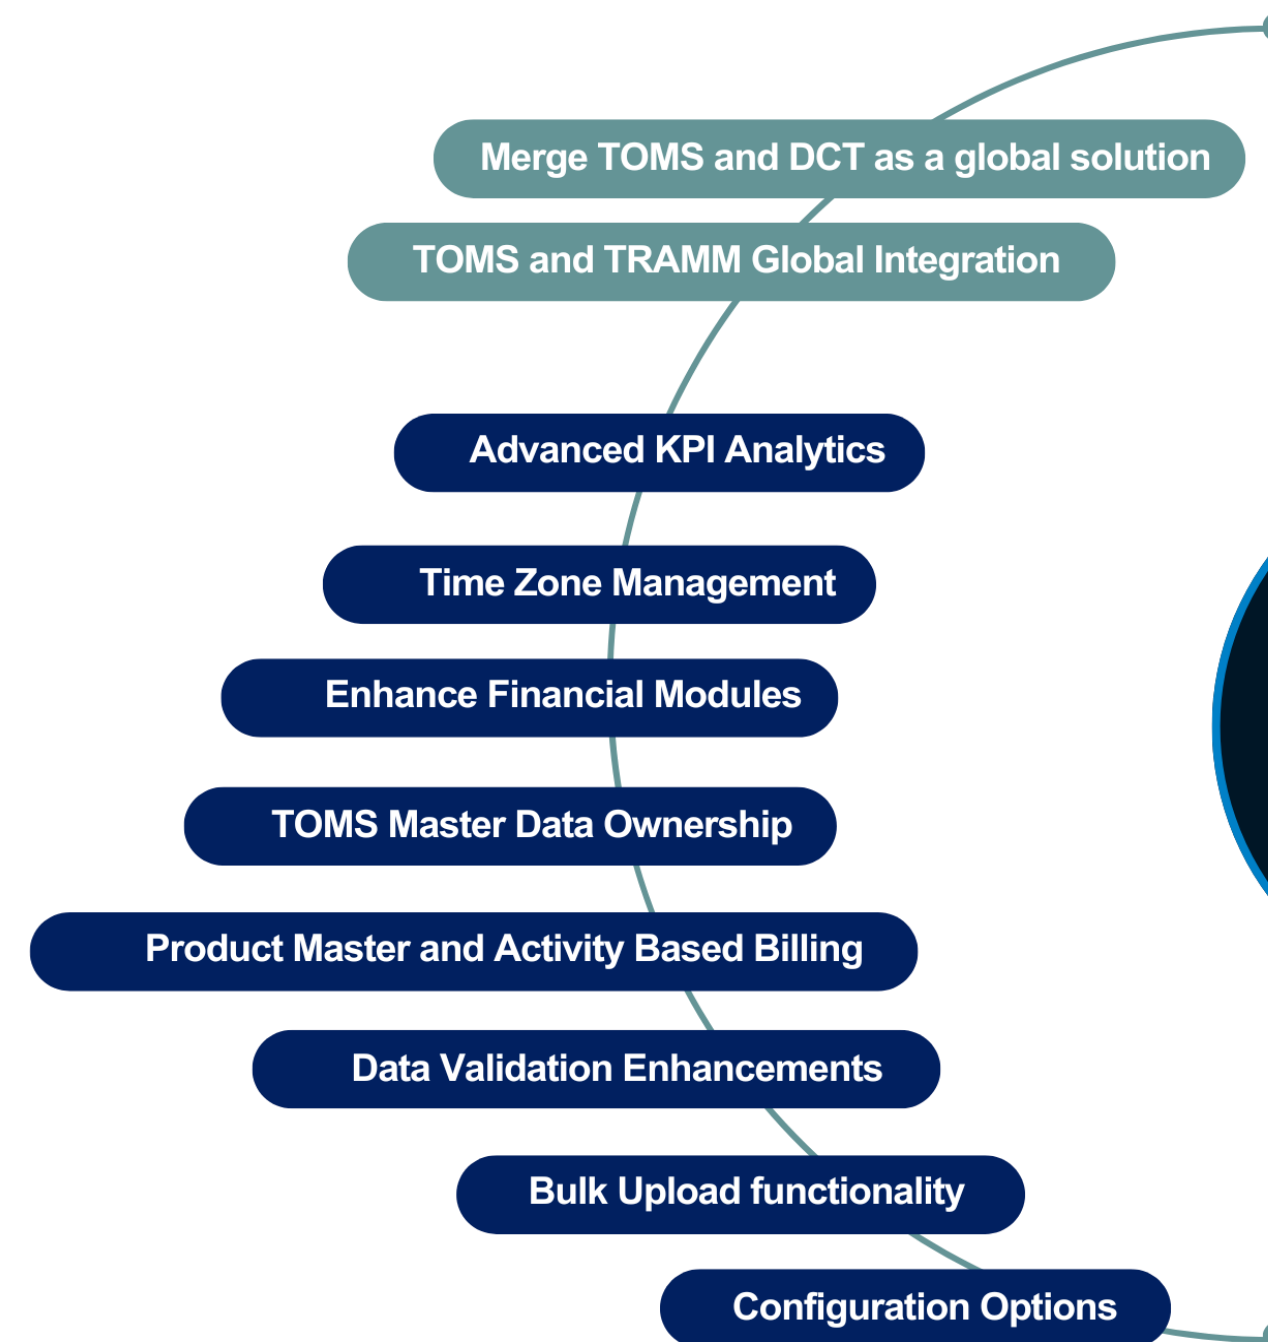 Merge TOMS and DCT as a global solution
TOMS and TRAMM Global Integration
Advanced KPI Analytics
Time Zone Management
Enhance Financial Modules
TOMS Master Data Ownership
Product Master and Activity Based Billing
Data Validation Enhancements
Bulk Upload functionality
Configuration Options